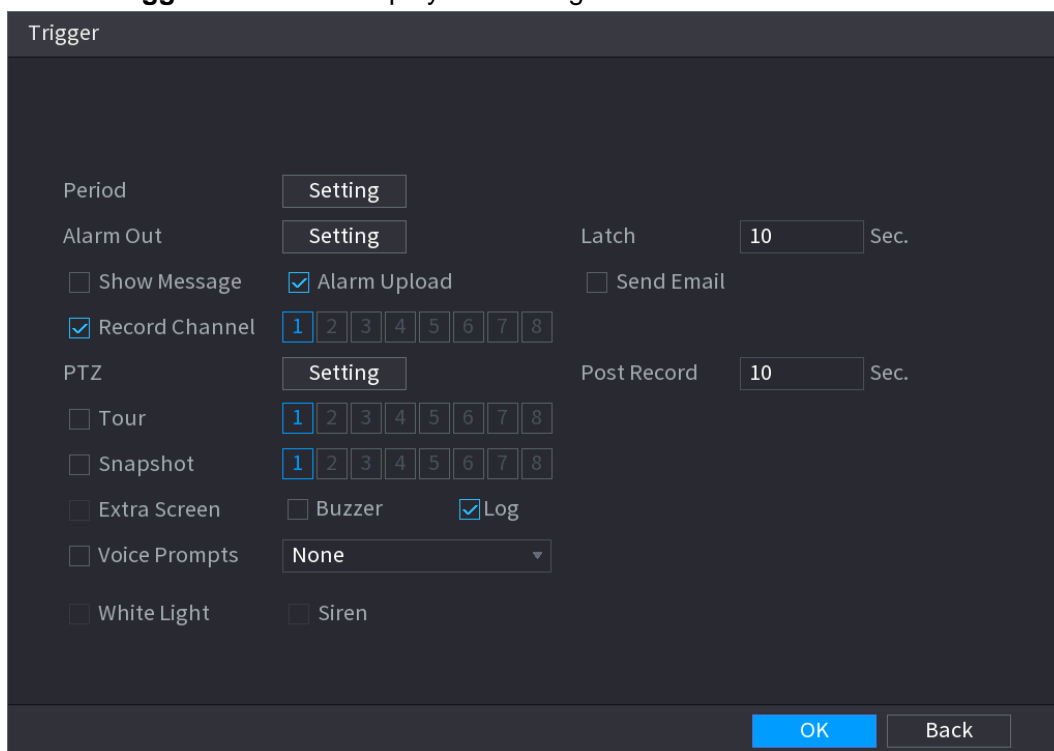 Trigger
Period Setting
Alarm Out Setting Latch 10 Sec.
Show Message Alarm Upload Send Email
Record Channel 1 2 3 4 5 6 7 8
PTZ Setting Post Record 10 Sec.
Tour 1 2 3 4 5 6 7 8
Snapshot 1 2 3 4 5 6 7 8
Extra Screen Buzzer Log
Voice Prompts None
White Light Siren
OK Back